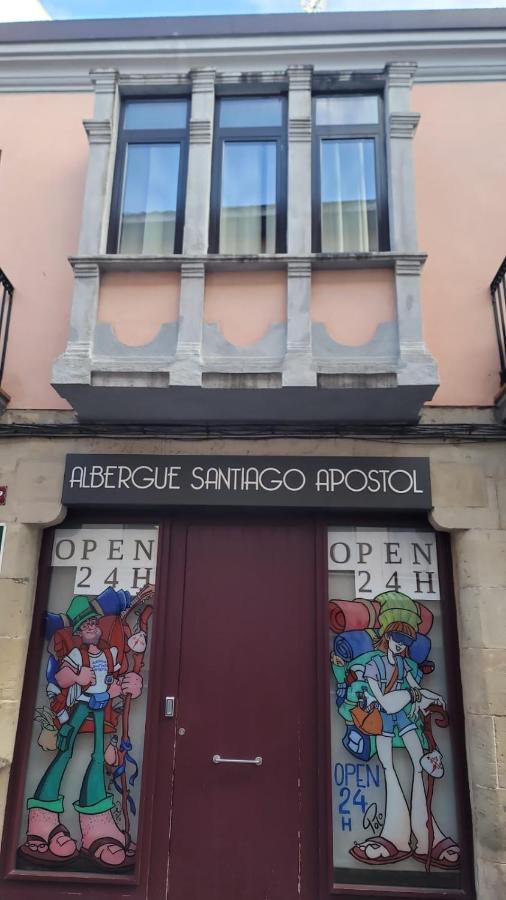 ALBERGUE SANTIAGO APOSTOL
OPEN
24H
OPEN
24H
OPEN
24
H